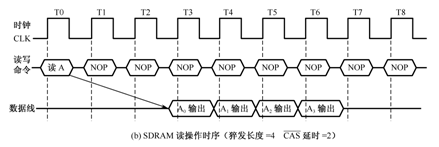 T0 T1 T2 T3 T4 T5 T6 T7 T8
时钟
CLK
读写
命令
读 A NOP NOP NOP NOP NOP NOP NOP NOP
数据线
A₀ 输出 A₁ 输出 A₂ 输出 A₃ 输出
(b) SDRAM 读操作时序（猝发长度 =4 CAS 延时 =2）